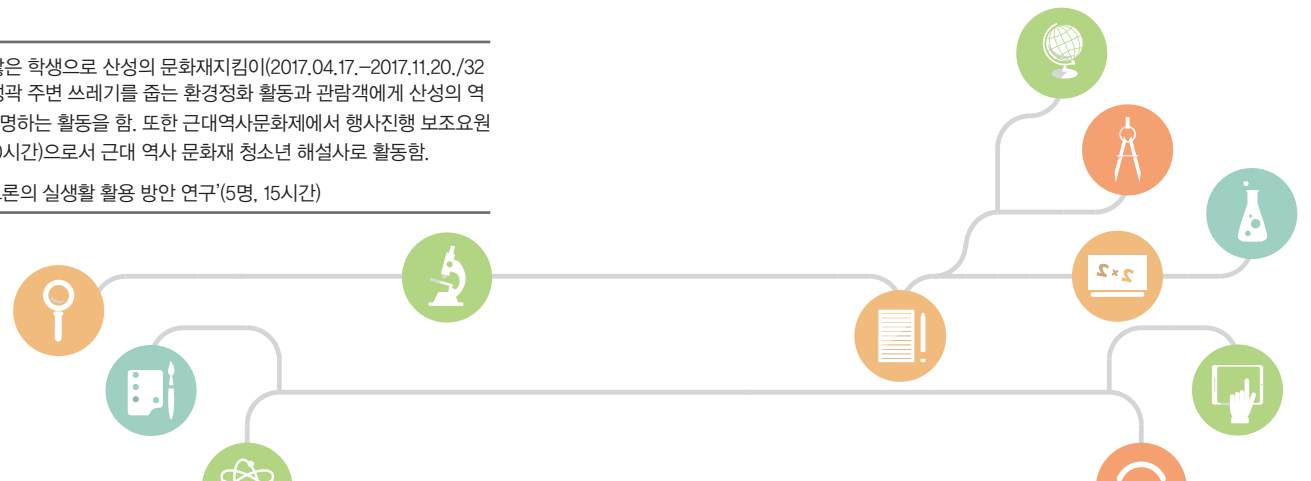 많은 학생으로 산성의 문화재지킴이(2017.04.17.-2017.11.20./32
성곽 주변 쓰레기를 줍는 환경정화 활동과 관람객에게 산성의 역
명하는 활동을 함. 또한 근대역사문화제에서 행사진행 보조요원
0시간)으로서 근대 역사 문화재 청소년 해설사로 활동함.
론의 실생활 활용 방안 연구'(5명, 15시간)
2×2